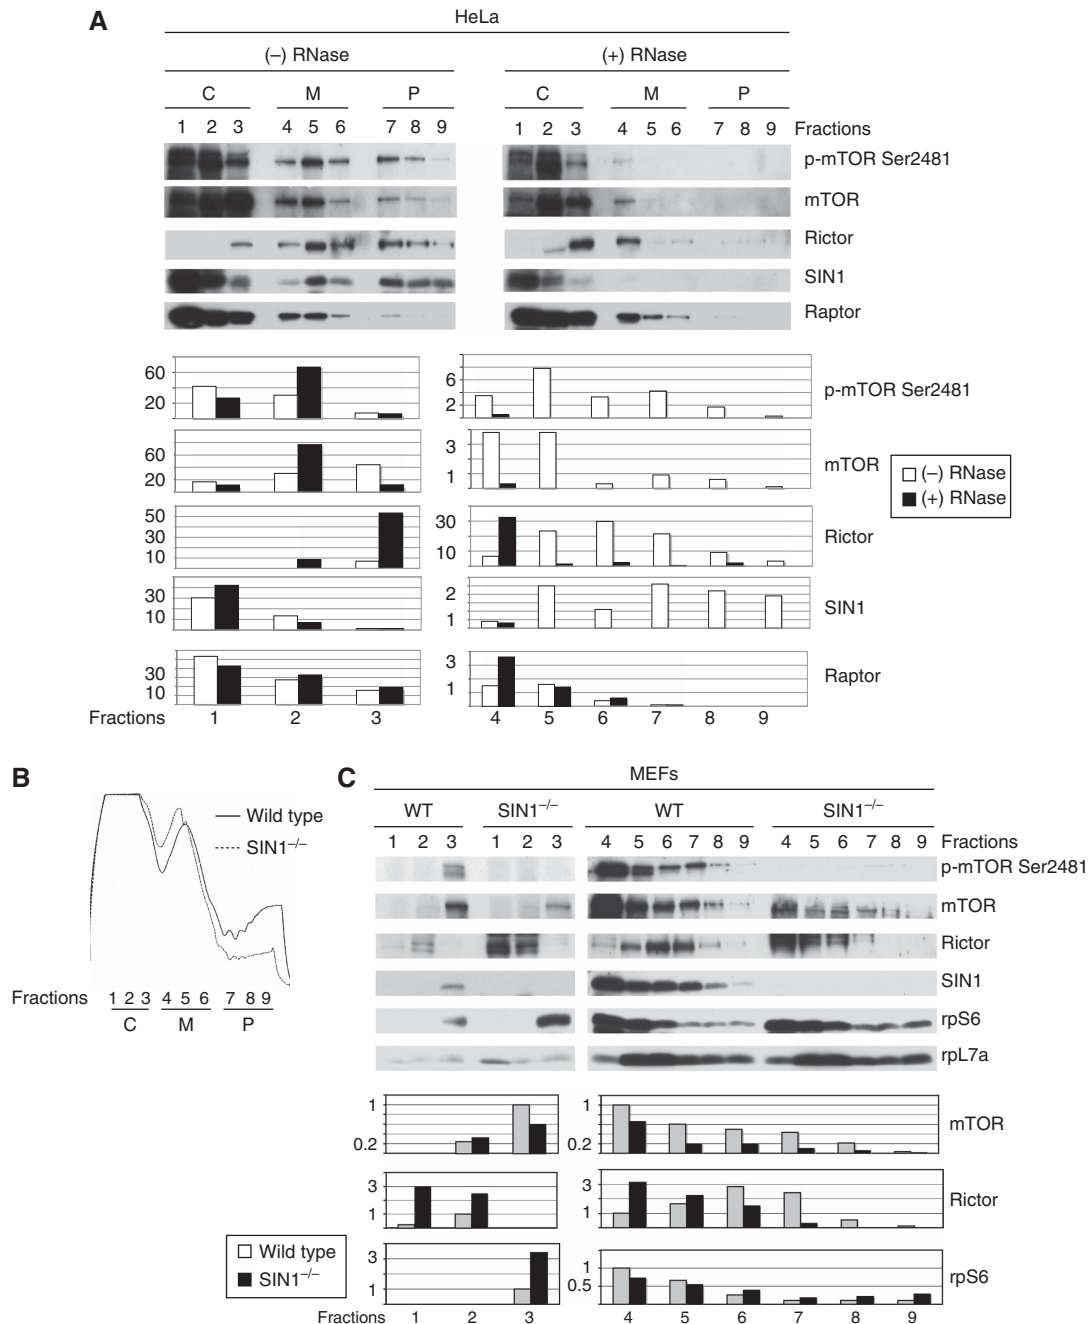 A
HeLa
(–) RNase (+) RNase
C M P C M P
1 2 3 4 5 6 7 8 9 1 2 3 4 5 6 7 8 9 Fractions
p-mTOR Ser2481
mTOR
Rictor
SIN1
Raptor
60
20
6
2
p-mTOR Ser2481
60
20
3
1
mTOR
(–) RNase
(+) RNase
50
30
10
30
10
Rictor
30
10
2
1
SIN1
30
10
3
1
Raptor
Fractions 1 2 3 4 5 6 7 8 9
B
Wild type
SIN1–/–
Fractions 1 2 3 4 5 6 7 8 9
C M P
C
MEFs
WT SIN1–/– WT SIN1–/–
1 2 3 1 2 3 4 5 6 7 8 9 4 5 6 7 8 9 Fractions
p-mTOR Ser2481
mTOR
Rictor
SIN1
rpS6
rpL7a
1
0.2
1
0.2
mTOR
3
1
3
1
Rictor
Wild type
SIN1–/–
3
1
1
0.5
rpS6
Fractions 1 2 3 4 5 6 7 8 9